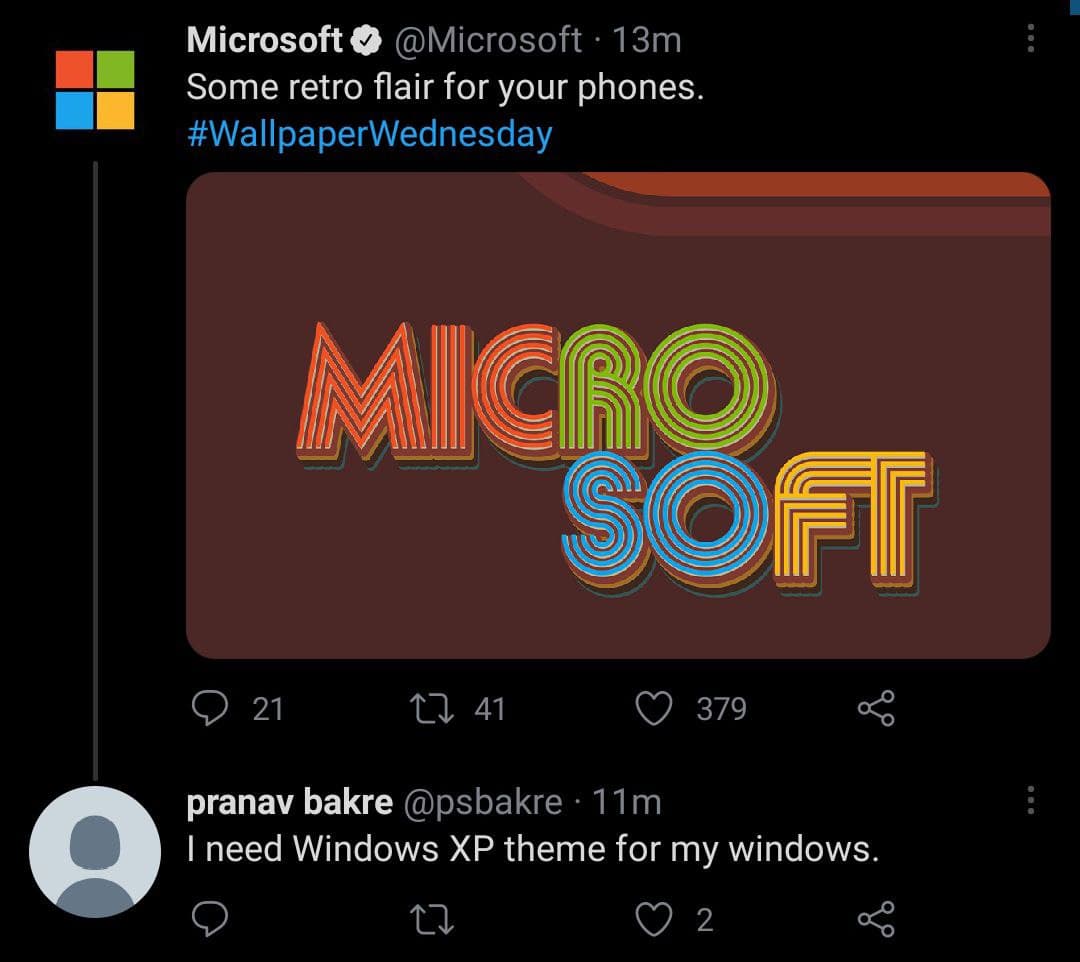 Microsoft @Microsoft · 13m
Some retro flair for your phones.
#WallpaperWednesday
MICRO
SOFT
21 41 379
pranav bakre @psbakre · 11m
I need Windows XP theme for my windows.
2